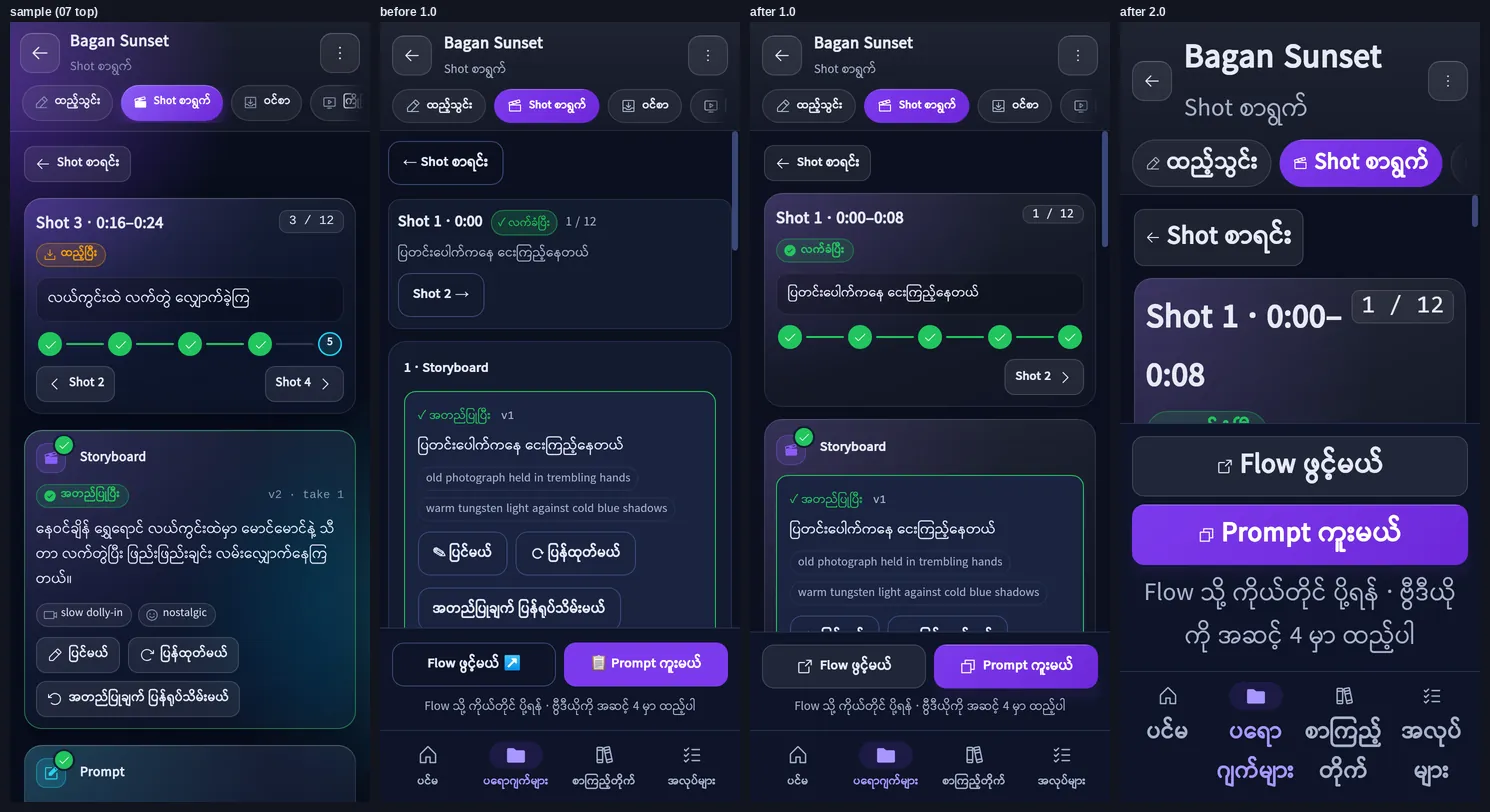 sample (07 top)
Bagan Sunset
Shot စာရွက်
ထည့်သွင်း
Shot စာရွက်
ဝင်စာ
ကြို
Shot စာရင်း
Shot 3 · 0:16–0:24
3 / 12
ထည့်ပြီး
လယ်ကွင်းထဲ လက်တွဲ လျှောက်ခဲ့ကြ
5
Shot 2
Shot 4
Storyboard
အတည်ပြုပြီး
v2 · take 1
နေဝင်ချိန် ရွှေရောင် လယ်ကွင်းထဲမှာ မောင်မောင်နဲ့ သီ
တာ လက်တွဲပြီး ဖြည်းဖြည်းချင်း လမ်းလျှောက်နေကြ
တယ်။
slow dolly-in
nostalgic
ပြင်မယ်
ပြန်ထုတ်မယ်
အတည်ပြုချက် ပြန်ရုပ်သိမ်းမယ်
Prompt
before 1.0
Bagan Sunset
Shot စာရွက်
ထည့်သွင်း
Shot စာရွက်
ဝင်စာ
← Shot စာရင်း
Shot 1 · 0:00
✓ လက်ခံပြီး
1 / 12
ပြတင်းပေါက်ကနေ ငေးကြည့်နေတယ်
Shot 2 →
1 · Storyboard
✓ အတည်ပြုပြီး
v1
ပြတင်းပေါက်ကနေ ငေးကြည့်နေတယ်
old photograph held in trembling hands
warm tungsten light against cold blue shadows
✎ ပြင်မယ်
⟳ ပြန်ထုတ်မယ်
အတည်ပြုချက် ပြန်ရုပ်သိမ်းမယ်
Flow ဖွင့်မယ် ↗
📋 Prompt ကူးမယ်
Flow သို့ ကိုယ်တိုင် ပို့ရန် · ဗွီဒီယိုကို အဆင့် 4 မှာ ထည့်ပါ
ပင်မ
ပရောဂျက်များ
စာကြည့်တိုက်
အလုပ်များ
after 1.0
Bagan Sunset
Shot စာရွက်
ထည့်သွင်း
Shot စာရွက်
ဝင်စာ
Shot စာရင်း
Shot 1 · 0:00–0:08
1 / 12
လက်ခံပြီး
ပြတင်းပေါက်ကနေ ငေးကြည့်နေတယ်
Shot 2
Storyboard
✓ အတည်ပြုပြီး
v1
ပြတင်းပေါက်ကနေ ငေးကြည့်နေတယ်
old photograph held in trembling hands
warm tungsten light against cold blue shadows
Flow ဖွင့်မယ်
Prompt ကူးမယ်
Flow သို့ ကိုယ်တိုင် ပို့ရန် · ဗွီဒီယိုကို အဆင့် 4 မှာ ထည့်ပါ
ပင်မ
ပရောဂျက်များ
စာကြည့်တိုက်
အလုပ်များ
after 2.0
Bagan Sunset
Shot စာရွက်
ထည့်သွင်း
Shot စာရွက်
Shot စာရင်း
Shot 1 · 0:00–
0:08
1 / 12
Flow ဖွင့်မယ်
Prompt ကူးမယ်
Flow သို့ ကိုယ်တိုင် ပို့ရန် · ဗွီဒီယို
ကို အဆင့် 4 မှာ ထည့်ပါ
ပင်မ
ပရော
ဂျက်များ
စာကြည့်
တိုက်
အလုပ်
များ